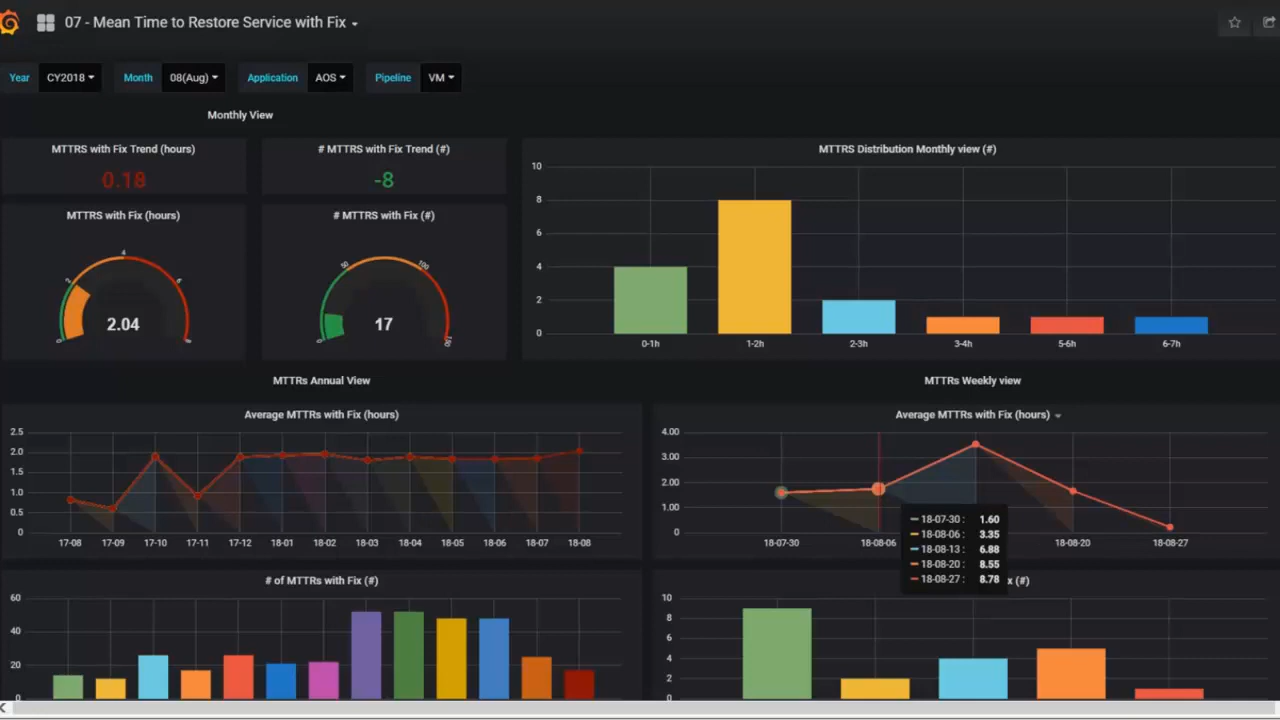 07 - Mean Time to Restore Service with Fix
Year CY2018 Month 08(Aug) Application AOS Pipeline VM
Monthly View
MTTRS with Fix Trend (hours)
0.18
# MTTRS with Fix Trend (#)
-8
MTTRS with Fix (hours)
0 2 4 6 8
2.04
# MTTRS with Fix (#)
0 50 100 150
17
MTTRS Distribution Monthly view (#)
10
8
6
4
2
0
0-1h 1-2h 2-3h 3-4h 5-6h 6-7h
MTTRs Annual View
Average MTTRs with Fix (hours)
2.5
2.0
1.5
1.0
0.5
0
17-08 17-09 17-10 17-11 17-12 18-01 18-02 18-03 18-04 18-05 18-06 18-07 18-08
# of MTTRs with Fix (#)
60
40
20
0
MTTRs Weekly view
Average MTTRs with Fix (hours)
4.00
3.00
2.00
1.00
0
18-07-30 18-08-06 18-08-20 18-08-27
18-07-30: 1.60
18-08-06: 3.35
18-08-13: 6.88
18-08-20: 8.55
18-08-27: 8.78
x (#)
10
8
6
4
2
0